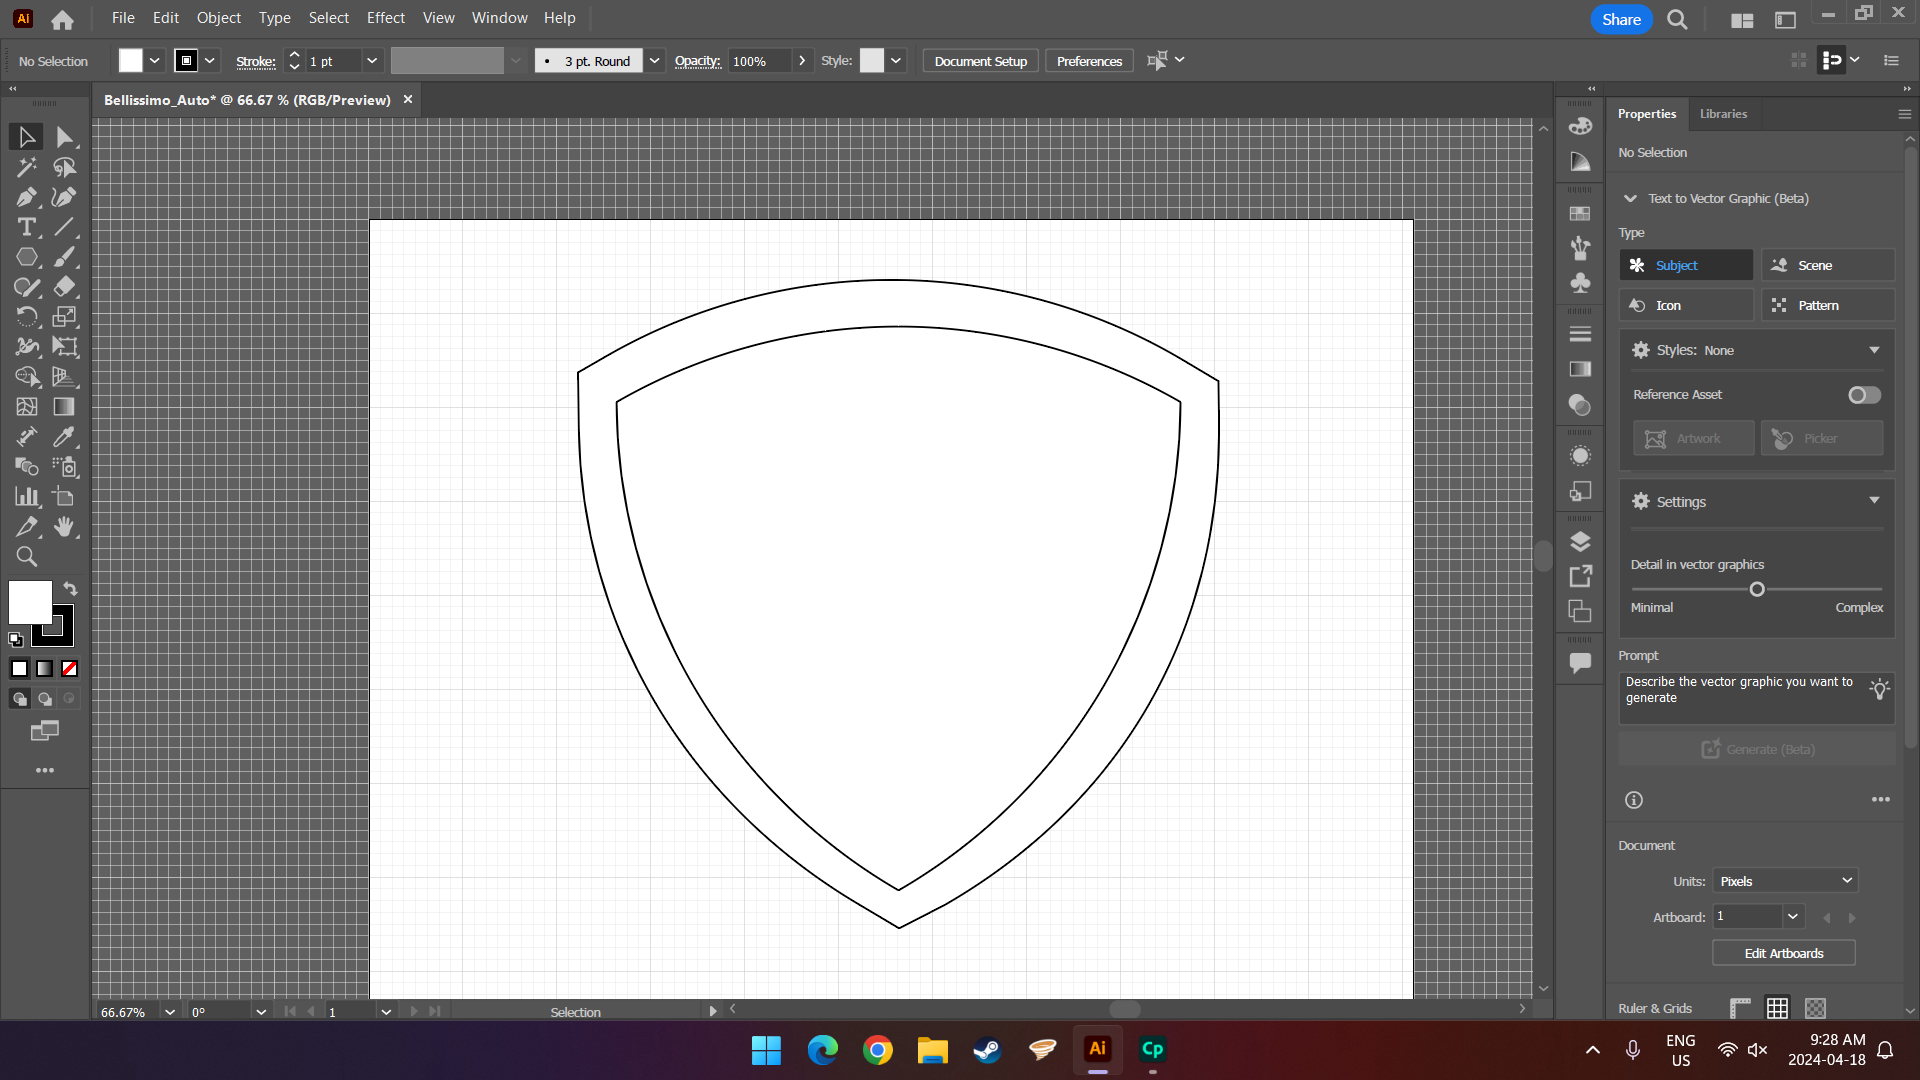 Ai File Edit Object Type Select Effect View Window Help Share
No Selection Stroke: 1 pt 3 pt. Round Opacity: 100% Style: Document Setup Preferences
Bellissimo_Auto* @ 66.67 % (RGB/Preview)
Properties Libraries
No Selection
Text to Vector Graphic (Beta)
Type
Subject Scene
Icon Pattern
Styles: None
Reference Asset
Artwork Picker
Settings
Detail in vector graphics
Minimal Complex
Prompt
Describe the vector graphic you want to
generate
Generate (Beta)
Document
Units: Pixels
Artboard: 1
Edit Artboards
Ruler & Grids
66.67% 0° 1 Selection
Ai Cp
ENG
US
9:28 AM
2024-04-18